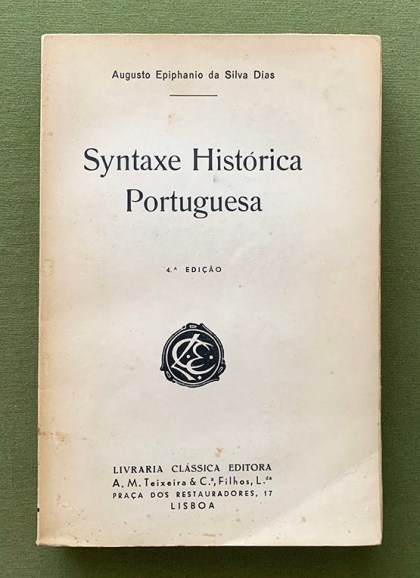 Augusto Epiphanio da Silva Dias
Syntaxe Histórica
Portuguesa
4.ª EDIÇÃO
LCE
LIVRARIA CLÁSSICA EDITORA
A. M. Teixeira & C.ª, Filhos, L.da
PRAÇA DOS RESTAURADORES, 17
LISBOA